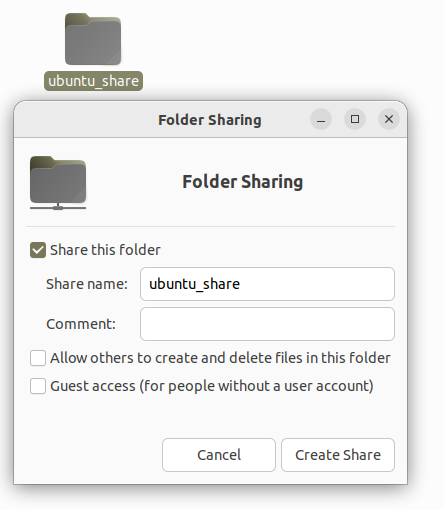 ubuntu_share
Folder Sharing
Folder Sharing
Share this folder
Share name: ubuntu_share
Comment:
Allow others to create and delete files in this folder
Guest access (for people without a user account)
Cancel Create Share